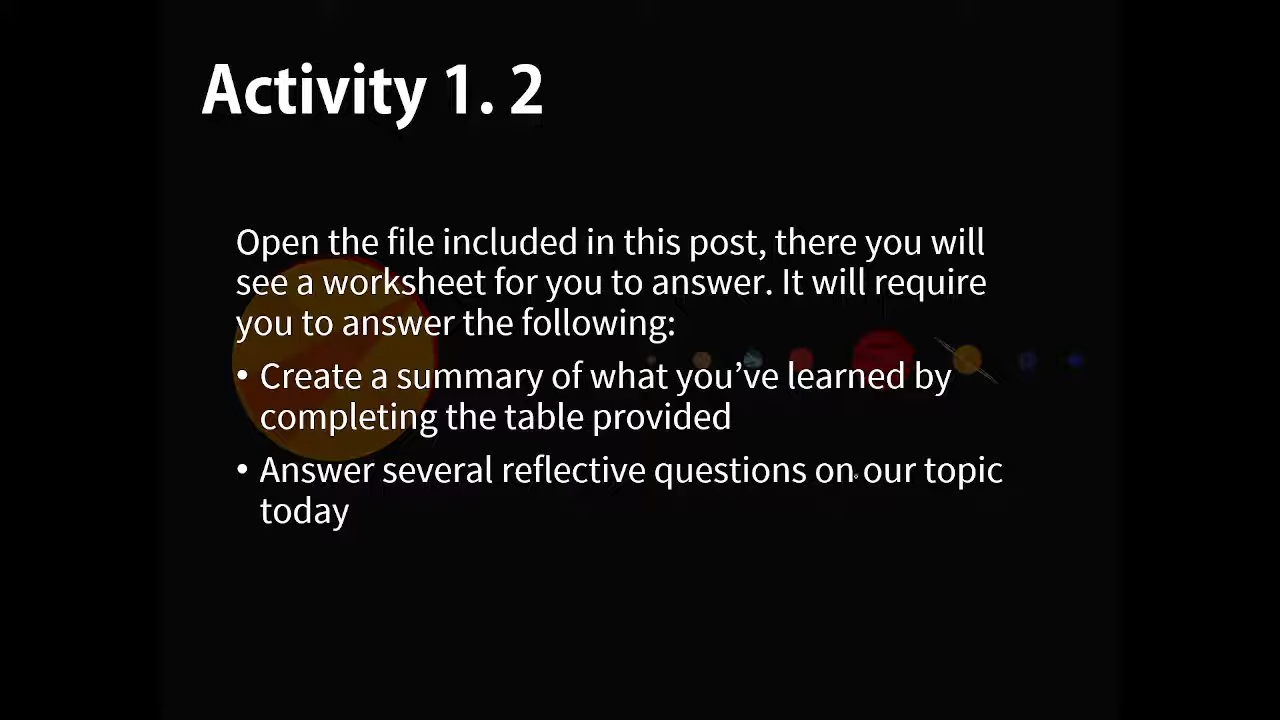 Activity 1. 2
Open the file included in this post, there you will
see a worksheet for you to answer. It will require
you to answer the following:
• Create a summary of what you’ve learned by
completing the table provided
• Answer several reflective questions on our topic
today